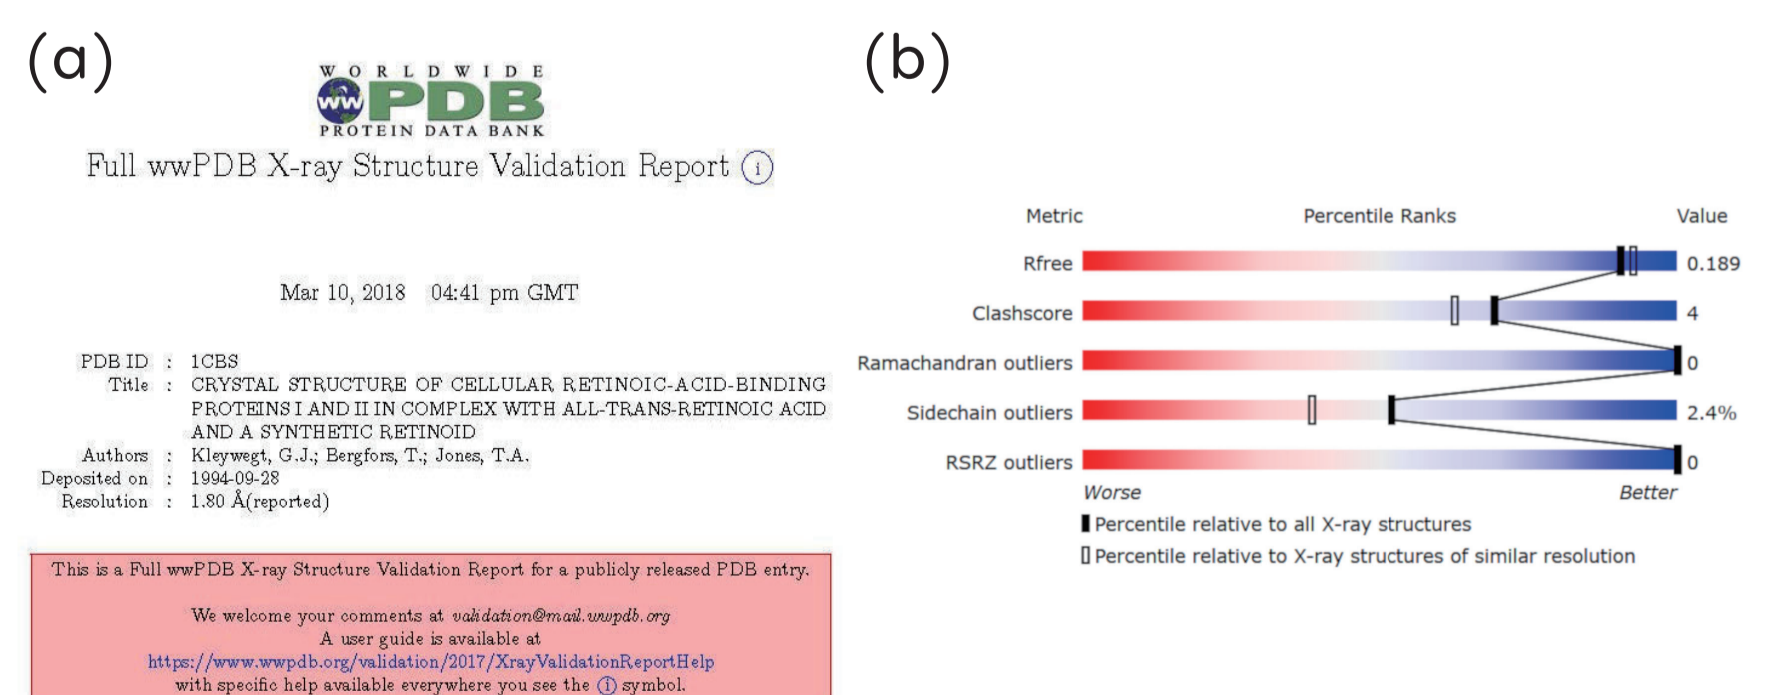 (a)
WORLDWIDE
ww PDB
PROTEIN DATA BANK
Full wwPDB X-ray Structure Validation Report i
Mar 10, 2018 04:41 pm GMT
PDB ID : 1CBS
Title : CRYSTAL STRUCTURE OF CELLULAR RETINOIC-ACID-BINDING
PROTEINS I AND II IN COMPLEX WITH ALL-TRANS-RETINOIC ACID
AND A SYNTHETIC RETINOID
Authors : Kleywegt, G.J.; Bergfors, T.; Jones, T.A.
Deposited on : 1994-09-28
Resolution : 1.80 Å(reported)
This is a Full wwPDB X-ray Structure Validation Report for a publicly released PDB entry.
We welcome your comments at validation@mail.wwpdb.org
A user guide is available at
https://www.wwpdb.org/validation/2017/XrayValidationReportHelp
with specific help available everywhere you see the i symbol.
(b)
Metric Percentile Ranks Value
Rfree 0.189
Clashscore 4
Ramachandran outliers 0
Sidechain outliers 2.4%
RSRZ outliers 0
Worse Better
Percentile relative to all X-ray structures
Percentile relative to X-ray structures of similar resolution